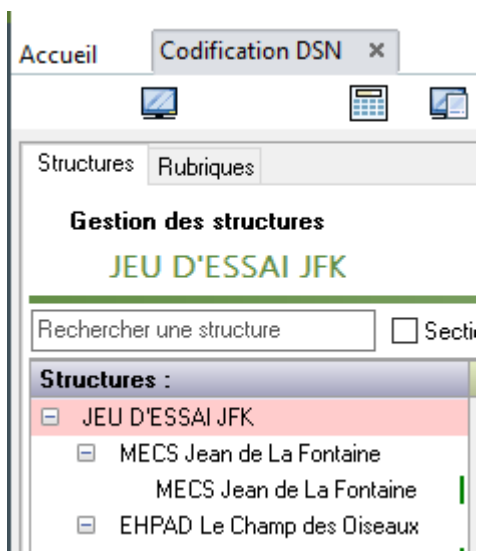 Accueil
Codification DSN ×
Structures Rubriques
Gestion des structures
JEU D'ESSAI JFK
Rechercher une structure
Structures :
JEU D'ESSAI JFK
MECS Jean de La Fontaine
MECS Jean de La Fontaine
EHPAD Le Champ des Oiseaux